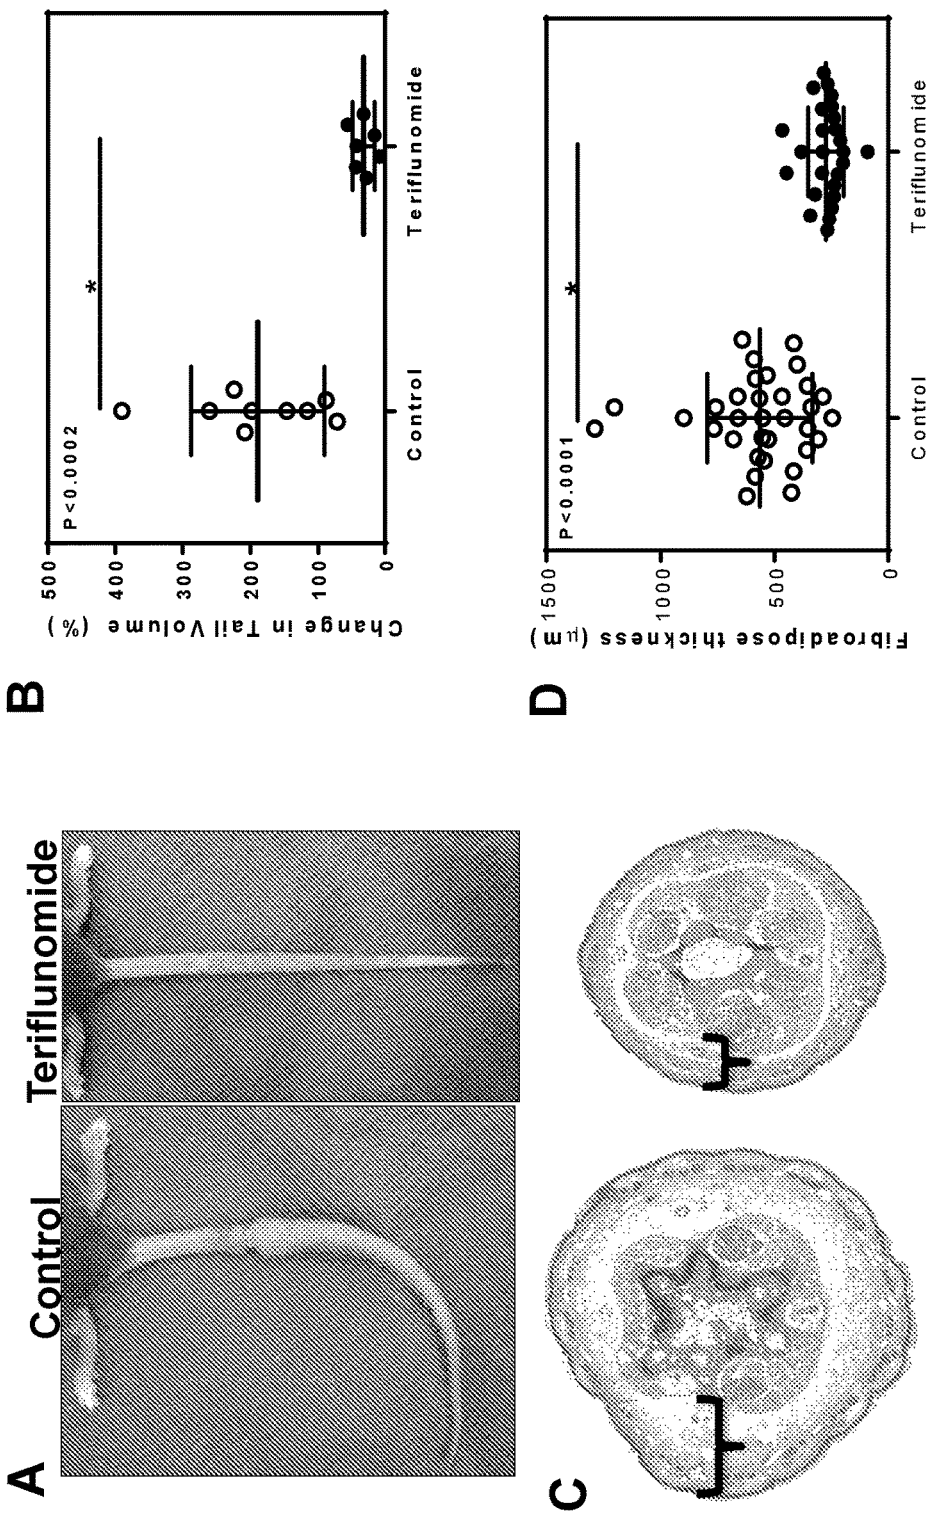 A
Control
Teriflunomide
B
Change in Tail Volume (%)
500
400
300
200
100
0
P<0.0002
*
Control
Teriflunomide
C
D
Fibroadipose thickness (μm)
1500
1000
500
0
P<0.0001
*
Control
Teriflunomide